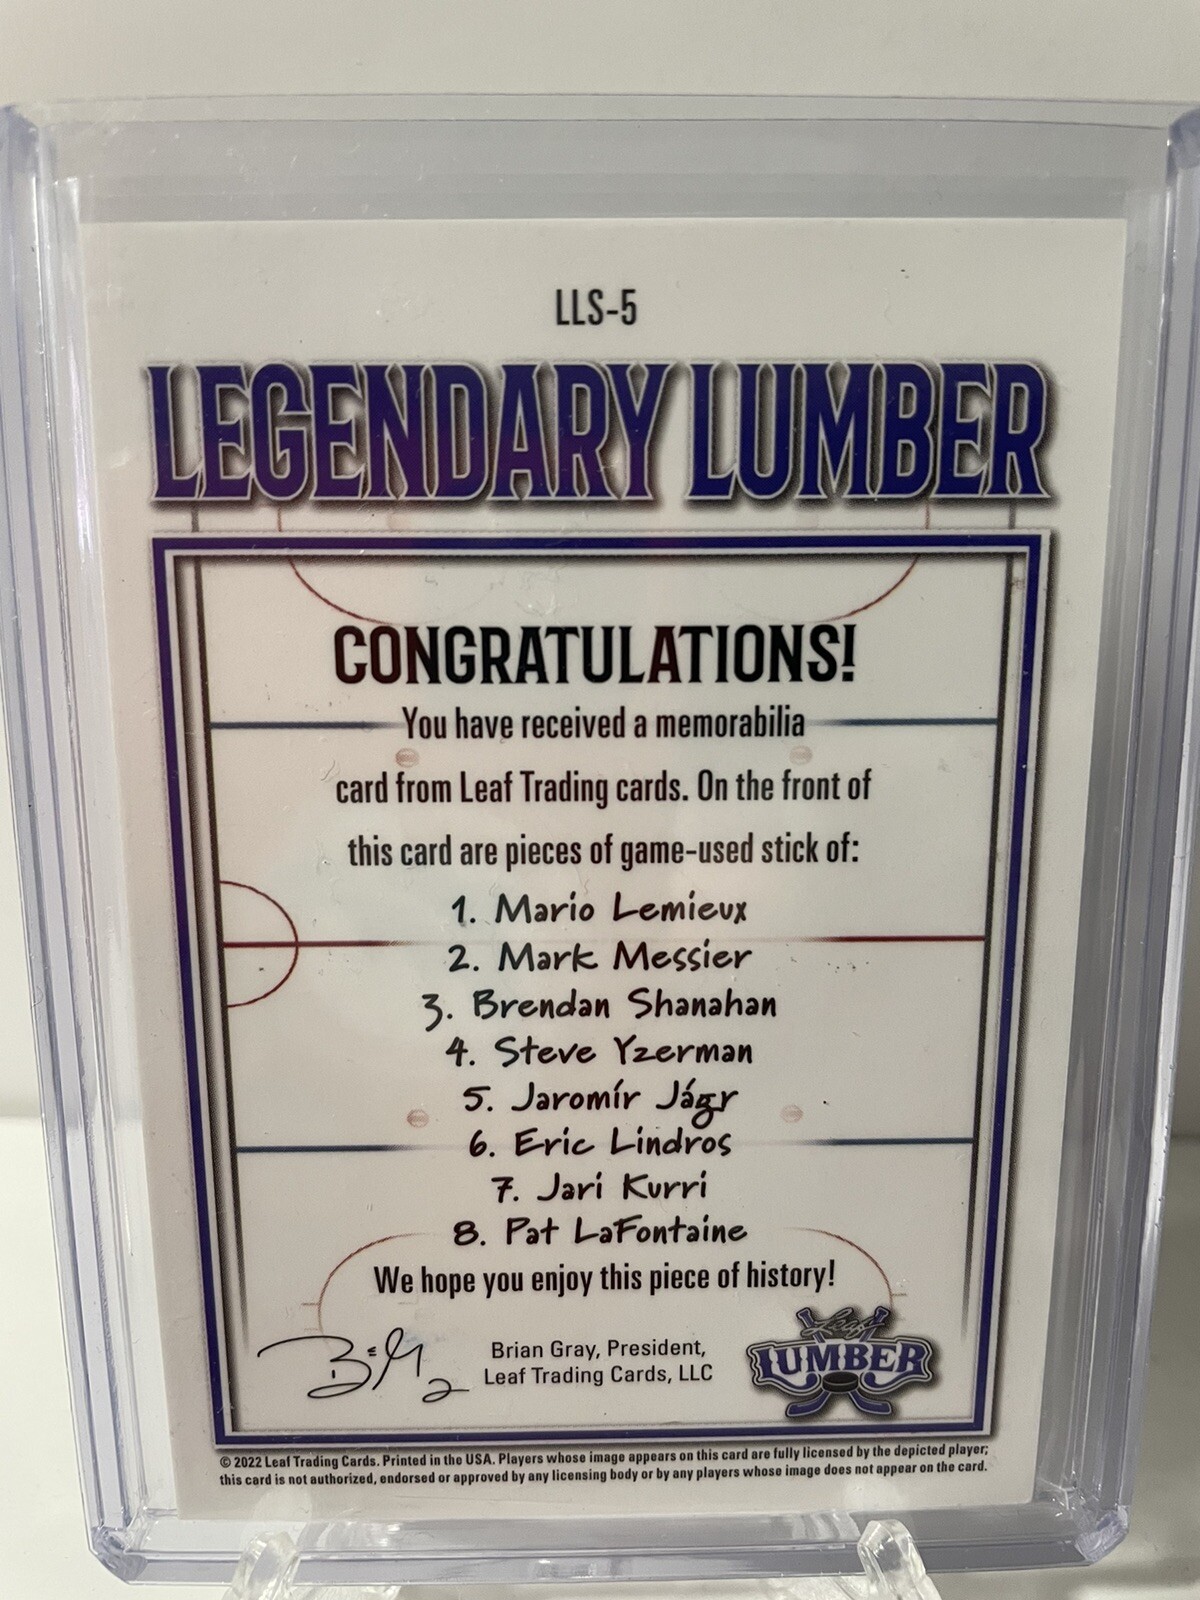 LLS-5
LEGENDARY LUMBER
CONGRATULATIONS!
You have received a memorabilia
card from Leaf Trading cards. On the front of
this card are pieces of game-used stick of:
1. Mario Lemieux
2. Mark Messier
3. Brendan Shanahan
4. Steve Yzerman
5. Jaromír Jágr
6. Eric Lindros
7. Jari Kurri
8. Pat LaFontaine
We hope you enjoy this piece of history!
Brian Gray, President,
Leaf Trading Cards, LLC
Leaf
LUMBER
© 2022 Leaf Trading Cards. Printed in the USA. Players whose image appears on this card are fully licensed by the depicted player;
this card is not authorized, endorsed or approved by any licensing body or by any players whose image does not appear on the card.